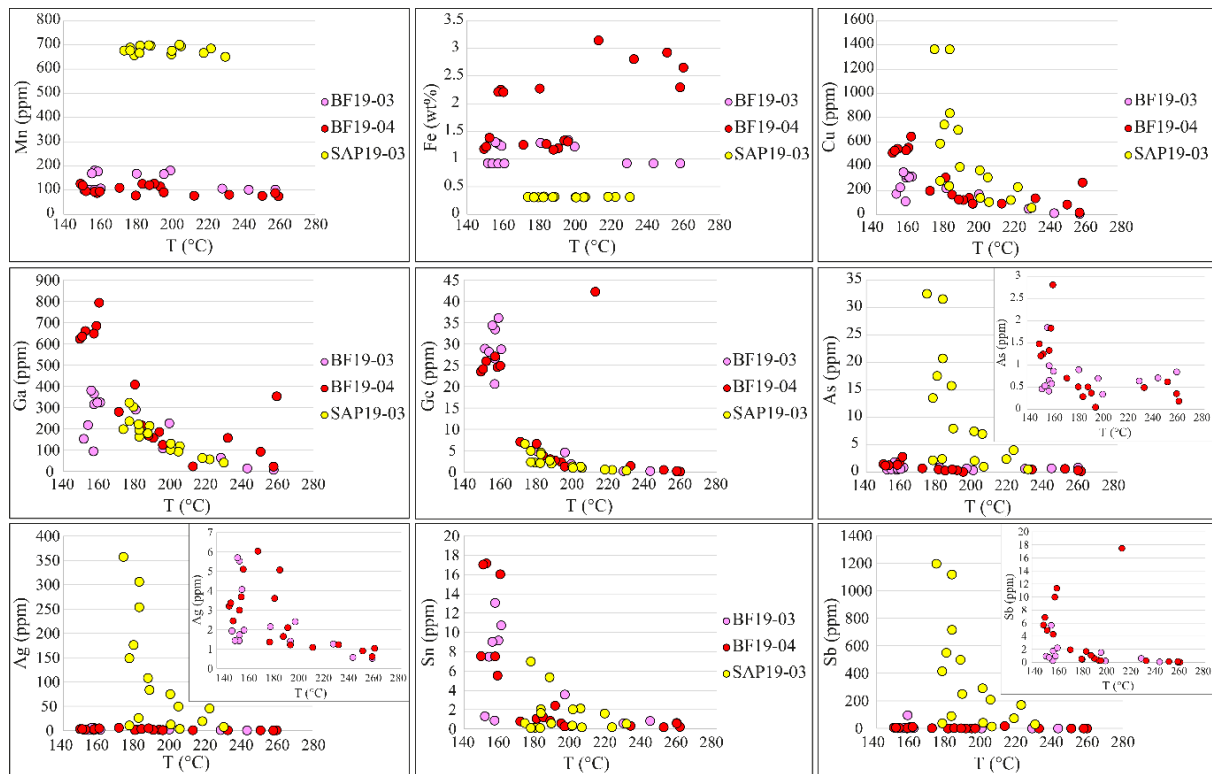 Mn (ppm)
800
700
600
500
400
300
200
100
0
140 160 180 200 220 240 260 280
T (°C)
BF19-03
BF19-04
SAP19-03
Fe (wt%)
3.5
3
2.5
2
1.5
1
0.5
0
140 160 180 200 220 240 260 280
T (°C)
BF19-03
BF19-04
SAP19-03
Cu (ppm)
1600
1400
1200
1000
800
600
400
200
0
140 160 180 200 220 240 260 280
T (°C)
BF19-03
BF19-04
SAP19-03
Ga (ppm)
900
800
700
600
500
400
300
200
100
0
140 160 180 200 220 240 260 280
T (°C)
BF19-03
BF19-04
SAP19-03
Ge (ppm)
45
40
35
30
25
20
15
10
5
0
140 160 180 200 220 240 260 280
T (°C)
BF19-03
BF19-04
SAP19-03
As (ppm)
35
30
25
20
15
10
5
0
140 160 180 200 220 240 260 280
T (°C)
As (ppm)
3
2.5
2
1.5
1
0.5
0
140 160 180 200 220 240 260 280
T (°C)
Ag (ppm)
400
350
300
250
200
150
100
50
0
140 160 180 200 220 240 260 280
T (°C)
Ag (ppm)
7
6
5
4
3
2
1
0
140 160 180 200 220 240 260 280
T (°C)
Sn (ppm)
20
18
16
14
12
10
8
6
4
2
0
140 160 180 200 220 240 260 280
T (°C)
BF19-03
BF19-04
SAP19-03
Sb (ppm)
1400
1200
1000
800
600
400
200
0
140 160 180 200 220 240 260 280
T (°C)
Sb (ppm)
20
18
16
14
12
10
8
6
4
2
0
140 160 180 200 220 240 260 280
T (°C)